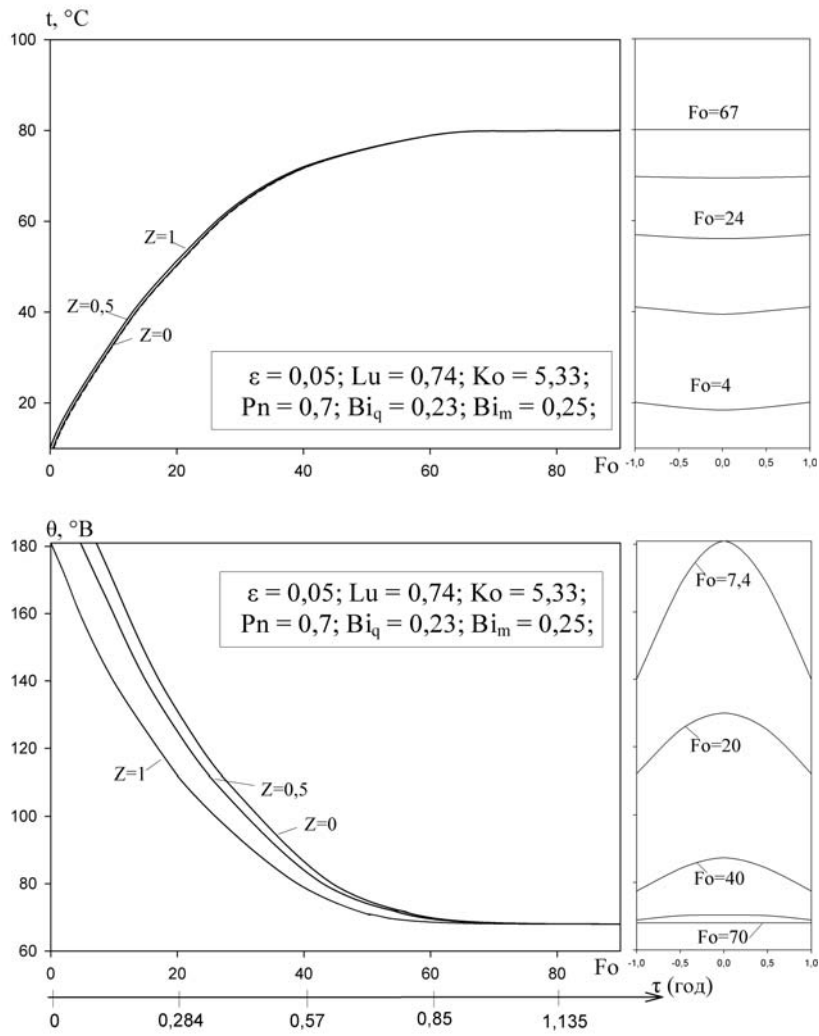 t, °C
100
80
60
40
20
0 20 40 60 80 Fo
Z=1
Z=0,5
Z=0
ε = 0,05; Lu = 0,74; Ko = 5,33;
Pn = 0,7; Biq = 0,23; Bim = 0,25;
Fo=67
Fo=24
Fo=4
-1,0 -0,5 0,0 0,5 1,0
θ, °B
180
160
140
120
100
80
60
0 20 40 60 80 Fo
ε = 0,05; Lu = 0,74; Ko = 5,33;
Pn = 0,7; Biq = 0,23; Bim = 0,25;
Z=1
Z=0,5
Z=0
Fo=7,4
Fo=20
Fo=40
Fo=70
-1,0 -0,5 0,0 0,5 1,0
τ (год)
0 0,284 0,57 0,85 1,135